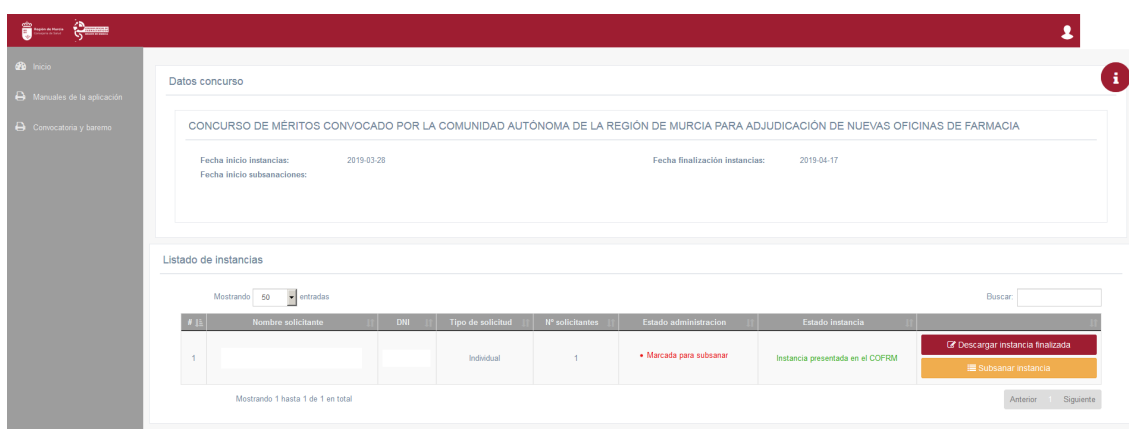 Región de Murcia
Inicio
Manuales de la aplicación
Convocatoria y baremo
Datos concurso
i
CONCURSO DE MÉRITOS CONVOCADO POR LA COMUNIDAD AUTÓNOMA DE LA REGIÓN DE MURCIA PARA ADJUDICACIÓN DE NUEVAS OFICINAS DE FARMACIA
Fecha inicio instancias: 2019-03-28 Fecha finalización instancias: 2019-04-17
Fecha inicio subsanaciones:
Listado de instancias
Mostrando 50 entradas Buscar:
# Nombre solicitante DNI Tipo de solicitud Nº solicitantes Estado administracion Estado instancia
1 Individual 1 • Marcada para subsanar Instancia presentada en el COFRM Descargar instancia finalizada
Subsanar instancia
Mostrando 1 hasta 1 de 1 en total Anterior 1 Siguiente